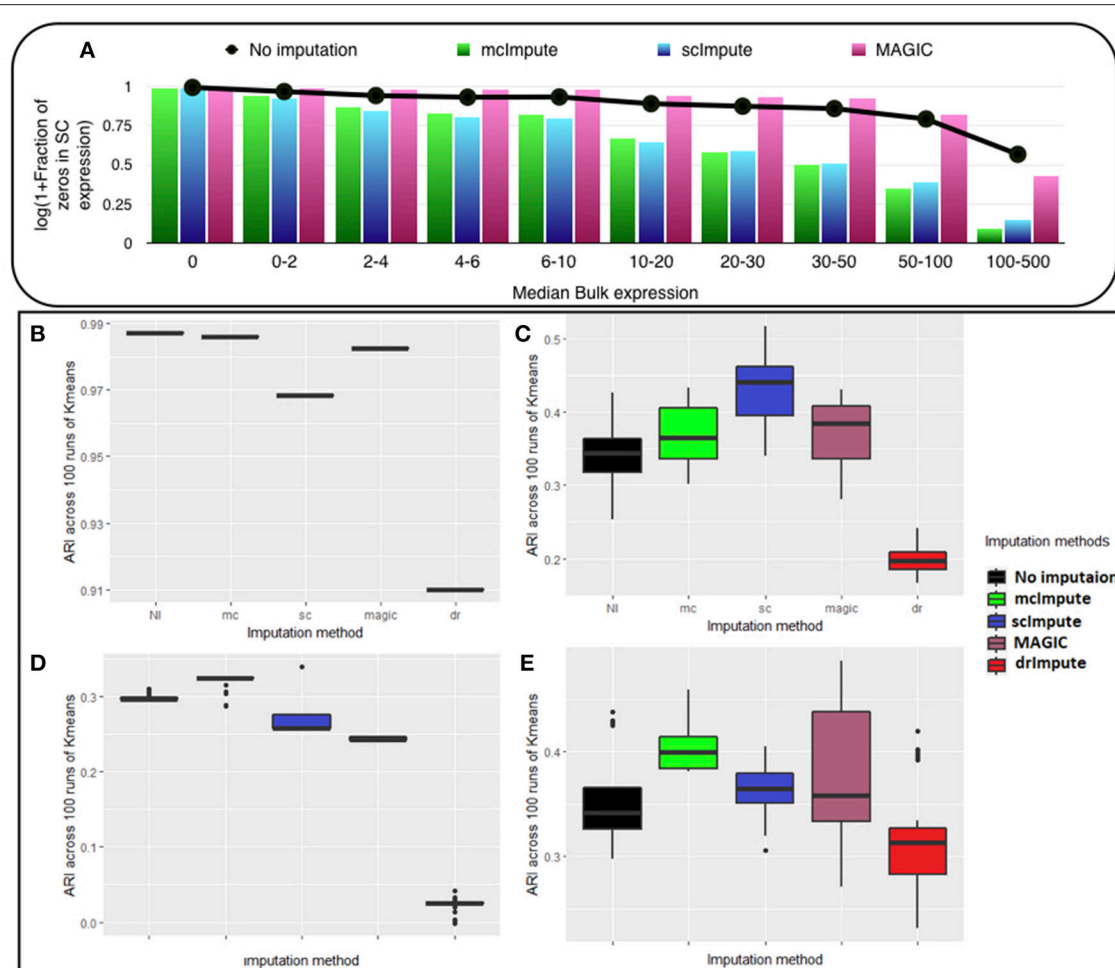 A
No imputation
mcImpute
scImpute
MAGIC
log(1+Fraction of
zeros in SC
expression)
1
0.75
0.5
0.25
0
0
0-2
2-4
4-6
6-10
10-20
20-30
30-50
50-100
100-500
Median Bulk expression
B
ARI across 100 runs of Kmeans
0.99
0.97
0.95
0.93
0.91
NI
mc
sc
magic
dr
Imputation method
C
ARI across 100 runs of Kmeans
0.5
0.4
0.3
0.2
NI
mc
sc
magic
dr
Imputation method
Imputation methods
No imputaion
mcImpute
scImpute
MAGIC
drImpute
D
ARI across 100 runs of Kmeans
0.3
0.2
0.1
0.0
Imputation method
E
ARI across 100 runs of Kmeans
0.4
0.3
Imputation method